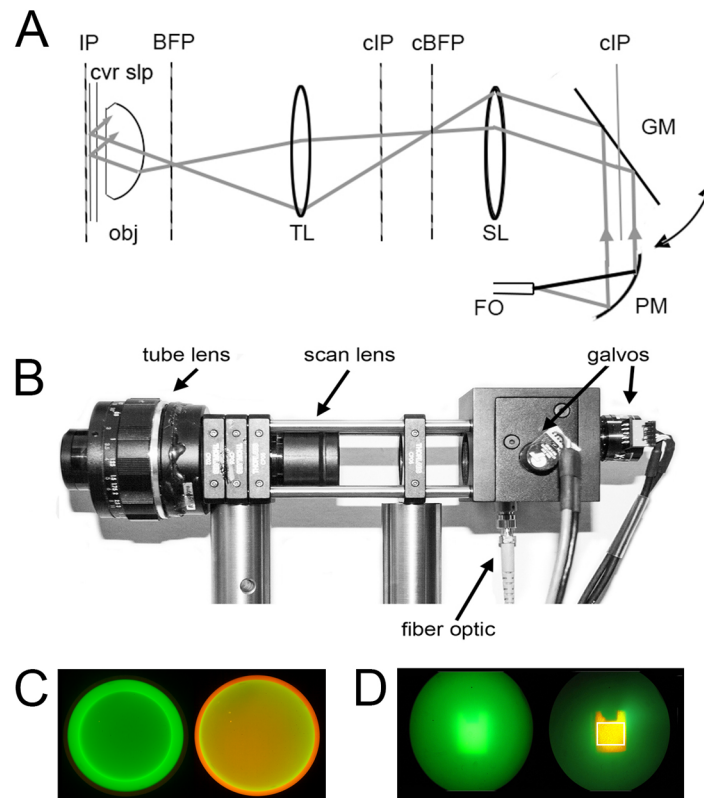 A
IP
BFP
cIP
cBFP
cIP
cvr slp
GM
obj
TL
SL
FO
PM
B
tube lens
scan lens
galvos
fiber optic
C
D